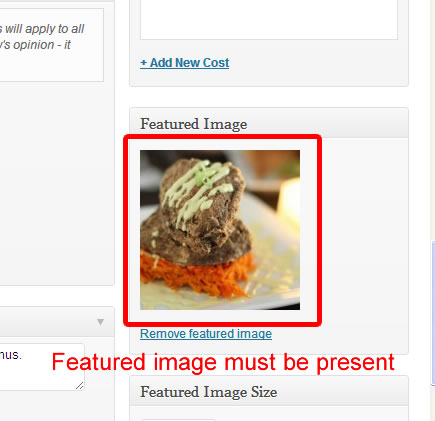 s will apply to all
y's opinion - it
+ Add New Cost
Featured Image
Remove featured image
nus.
Featured image must be present
Featured Image Size